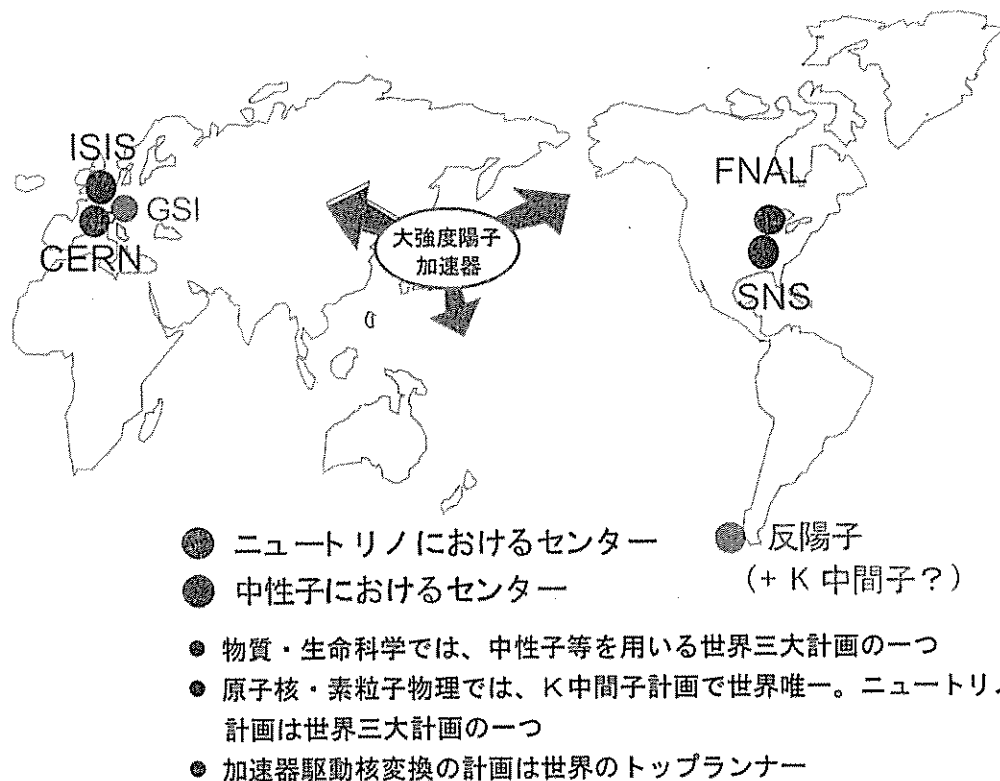 ISIS
GSI
CERN
大強度陽子
加速器
FNAL
SNS
ニュートリノにおけるセンター
中性子におけるセンター
反陽子
(+ K 中間子？)
物質・生命科学では、中性子等を用いる世界三大計画の一つ
原子核・素粒子物理では、K中間子計画で世界唯一。ニュートリノ
計画は世界三大計画の一つ
加速器駆動核変換の計画は世界のトップランナー